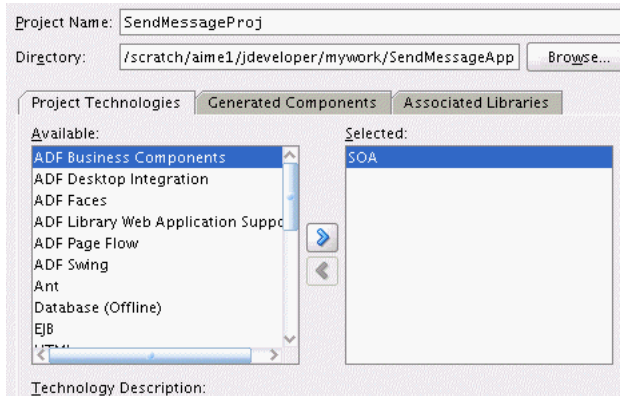 Project Name: SendMessageProj
Directory: /scratch/aime1/jdeveloper/mywork/SendMessageApp Browse...
Project Technologies Generated Components Associated Libraries
Available: Selected:
ADF Business Components SOA
ADF Desktop Integration
ADF Faces
ADF Library Web Application Suppo
ADF Page Flow
ADF Swing
Ant
Database (Offline)
EJB
HTML
Technology Description: